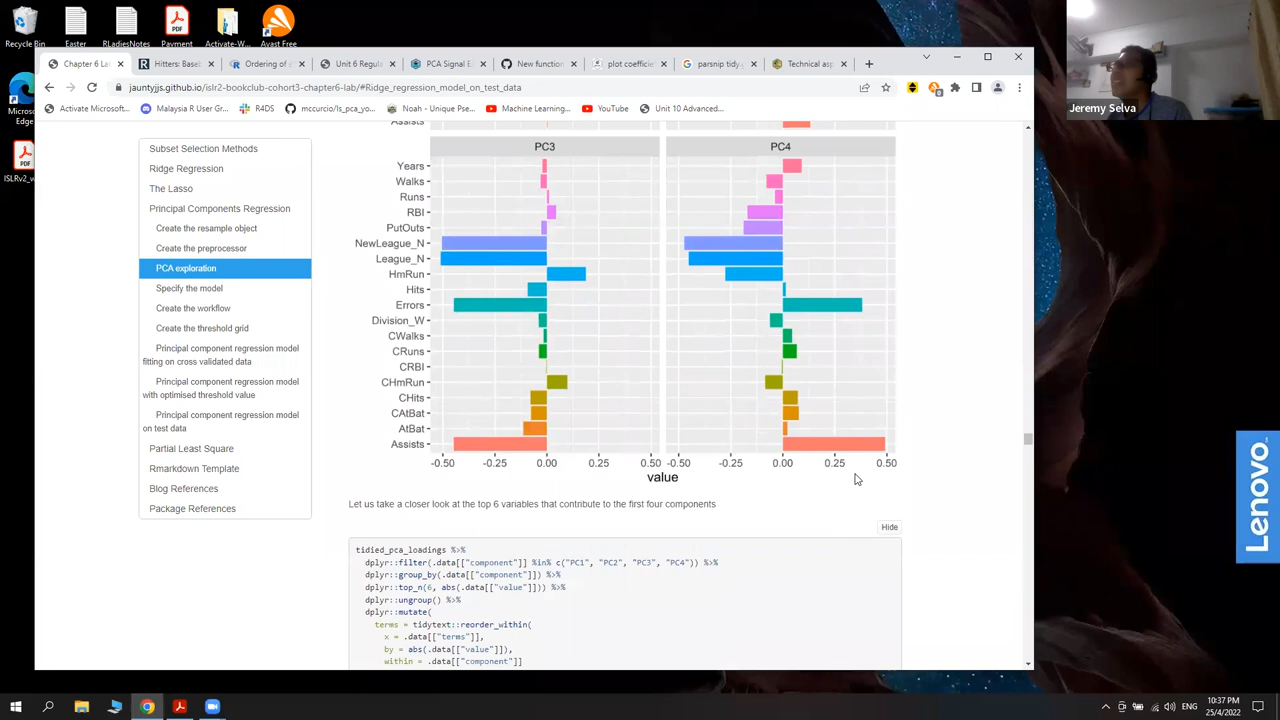 Recycle Bin
Easter
RLadiesNotes
Payment
Activate-W...
Avast Free
Microsoft Edge
ISLRv2_w...
Jeremy Selva
Chapter 6 La
Hitters: Baseb
Ordering of
Unit 6 Regula
PCA Signal E
New function
plot coefficie
parsnip tidy.
Technical asp
jauntyjjs.github.io/islr-bookclub-cohort3-chapter6-lab/#Ridge_regression_model_on_test_data
Activate Microsoft...
Malaysia R User Gr...
R4DS
mccurcio/ls_pca_yo...
Noah - Unique Pse...
Machine Learning...
YouTube
Unit 10 Advanced...
Subset Selection Methods
Ridge Regression
The Lasso
Principal Components Regression
Create the resample object
Create the preprocessor
PCA exploration
Specify the model
Create the workflow
Create the threshold grid
Principal component regression model
fitting on cross validated data
Principal component regression model
with optimised threshold value
Principal component regression model
on test data
Partial Least Square
Rmarkdown Template
Blog References
Package References
Assists
PC3
PC4
Years
Walks
Runs
RBI
PutOuts
NewLeague_N
League_N
HmRun
Hits
Errors
Division_W
CWalks
CRuns
CRBI
CHmRun
CHits
CAtBat
AtBat
Assists
-0.50 -0.25 0.00 0.25 0.50 -0.50 -0.25 0.00 0.25 0.50
value
Let us take a closer look at the top 6 variables that contribute to the first four components
Hide
tidied_pca_loadings %>%
dplyr::filter(.data[["component"]] %in% c("PC1", "PC2", "PC3", "PC4")) %>%
dplyr::group_by(.data[["component"]]) %>%
dplyr::top_n(6, abs(.data[["value"]])) %>%
dplyr::ungroup() %>%
dplyr::mutate(
terms = tidytext::reorder_within(
x = .data[["terms"]],
by = abs(.data[["value"]]),
within = .data[["component"]]
Lenovo
10:37 PM
25/4/2022